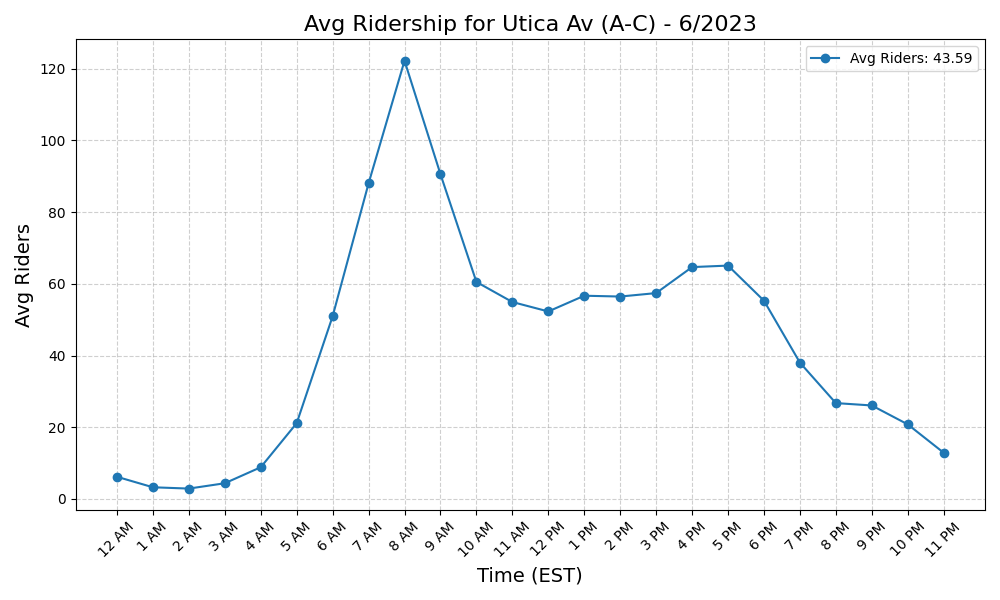 Avg Ridership for Utica Av (A-C) - 6/2023
Avg Riders: 43.59
Avg Riders
120
100
80
60
40
20
0
12 AM
1 AM
2 AM
3 AM
4 AM
5 AM
6 AM
7 AM
8 AM
9 AM
10 AM
11 AM
12 PM
1 PM
2 PM
3 PM
4 PM
5 PM
6 PM
7 PM
8 PM
9 PM
10 PM
11 PM
Time (EST)